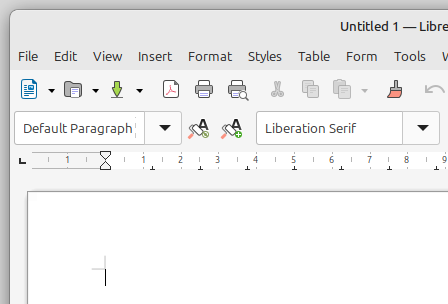 Untitled 1 — Libre
File Edit View Insert Format Styles Table Form Tools
Default Paragraph Liberation Serif
1 1 2 3 4 5 6 7 8 9